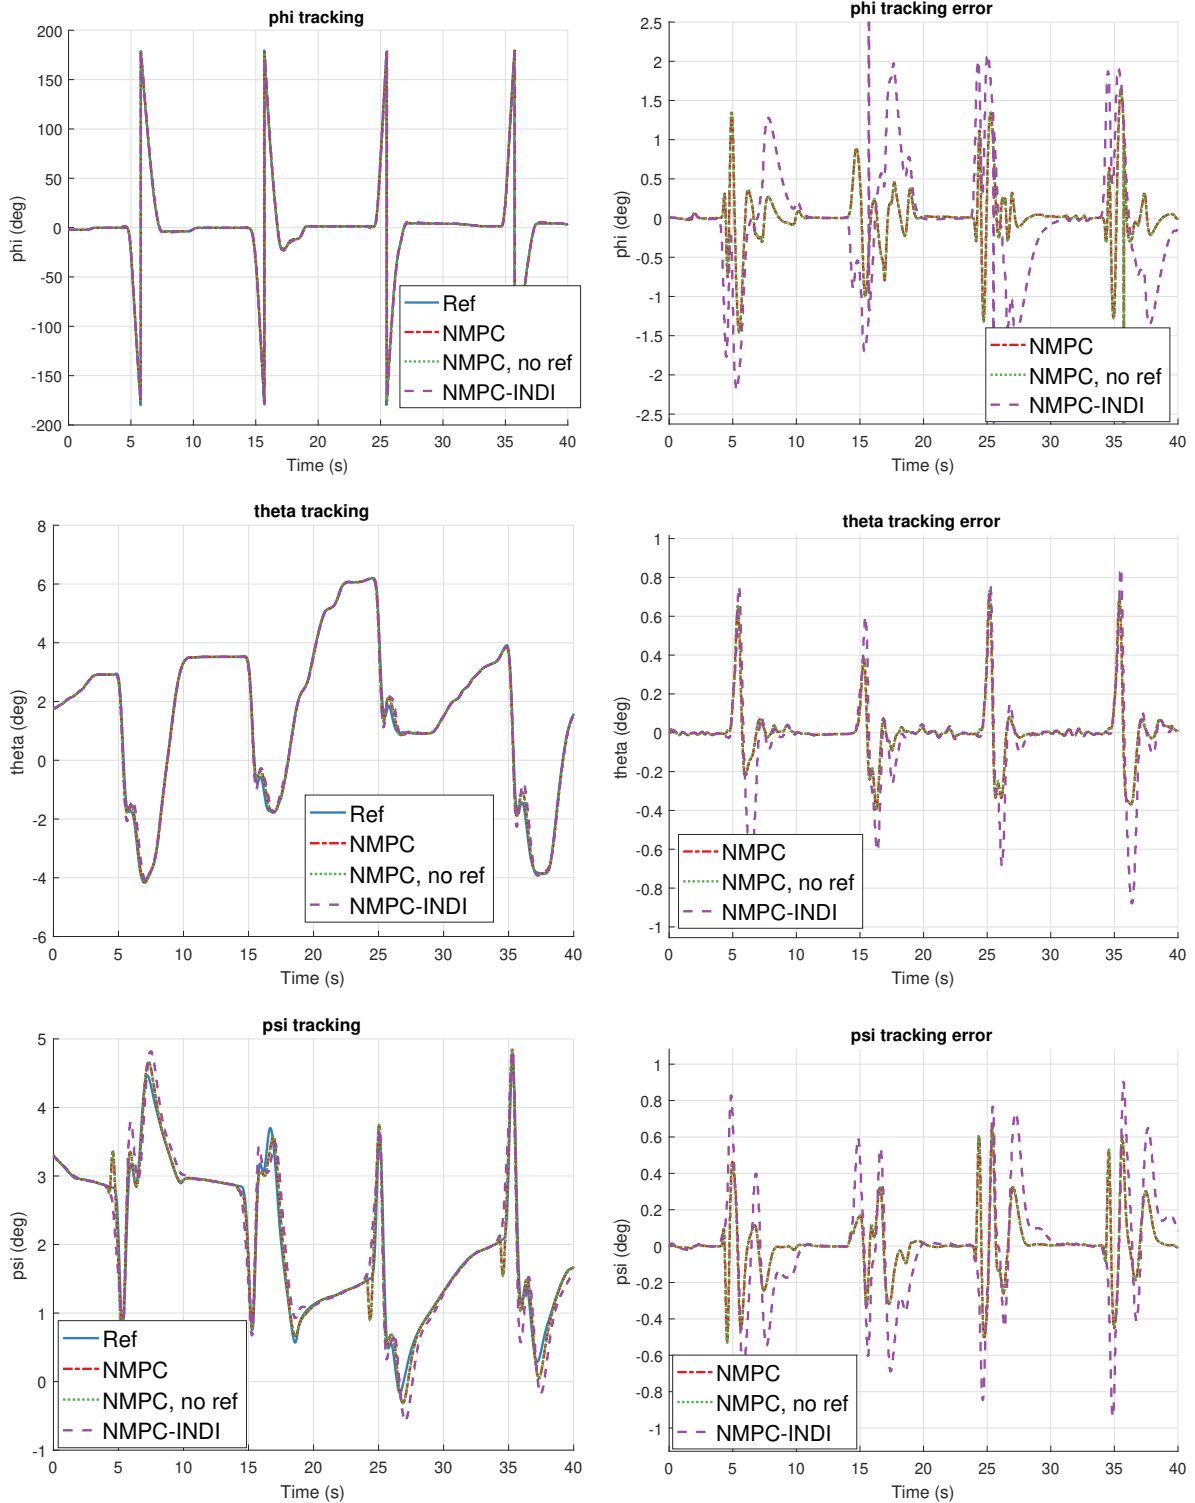 phi tracking
200
150
100
50
0
-50
-100
-150
-200
phi (deg)
0 5 10 15 20 25 30 35 40
Time (s)
Ref
NMPC
NMPC, no ref
NMPC-INDI
phi tracking error
2.5
2
1.5
1
0.5
0
-0.5
-1
-1.5
-2
-2.5
phi (deg)
0 5 10 15 20 25 30 35 40
Time (s)
NMPC
NMPC, no ref
NMPC-INDI
theta tracking
8
6
4
2
0
-2
-4
-6
theta (deg)
0 5 10 15 20 25 30 35 40
Time (s)
Ref
NMPC
NMPC, no ref
NMPC-INDI
theta tracking error
1
0.8
0.6
0.4
0.2
0
-0.2
-0.4
-0.6
-0.8
-1
theta (deg)
0 5 10 15 20 25 30 35 40
Time (s)
NMPC
NMPC, no ref
NMPC-INDI
psi tracking
5
4
3
2
1
0
-1
psi (deg)
0 5 10 15 20 25 30 35 40
Time (s)
Ref
NMPC
NMPC, no ref
NMPC-INDI
psi tracking error
1
0.8
0.6
0.4
0.2
0
-0.2
-0.4
-0.6
-0.8
-1
psi (deg)
0 5 10 15 20 25 30 35 40
Time (s)
NMPC
NMPC, no ref
NMPC-INDI